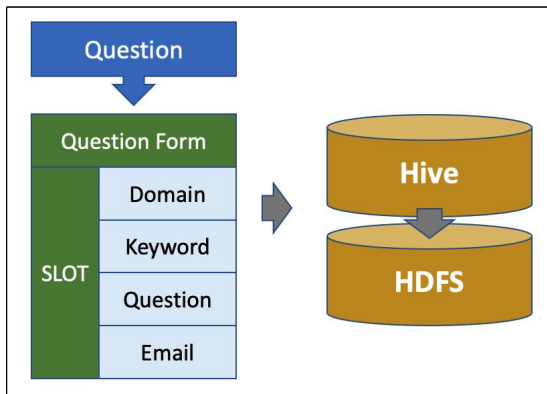 Question
Question Form
SLOT
Domain
Keyword
Question
Email
Hive
HDFS